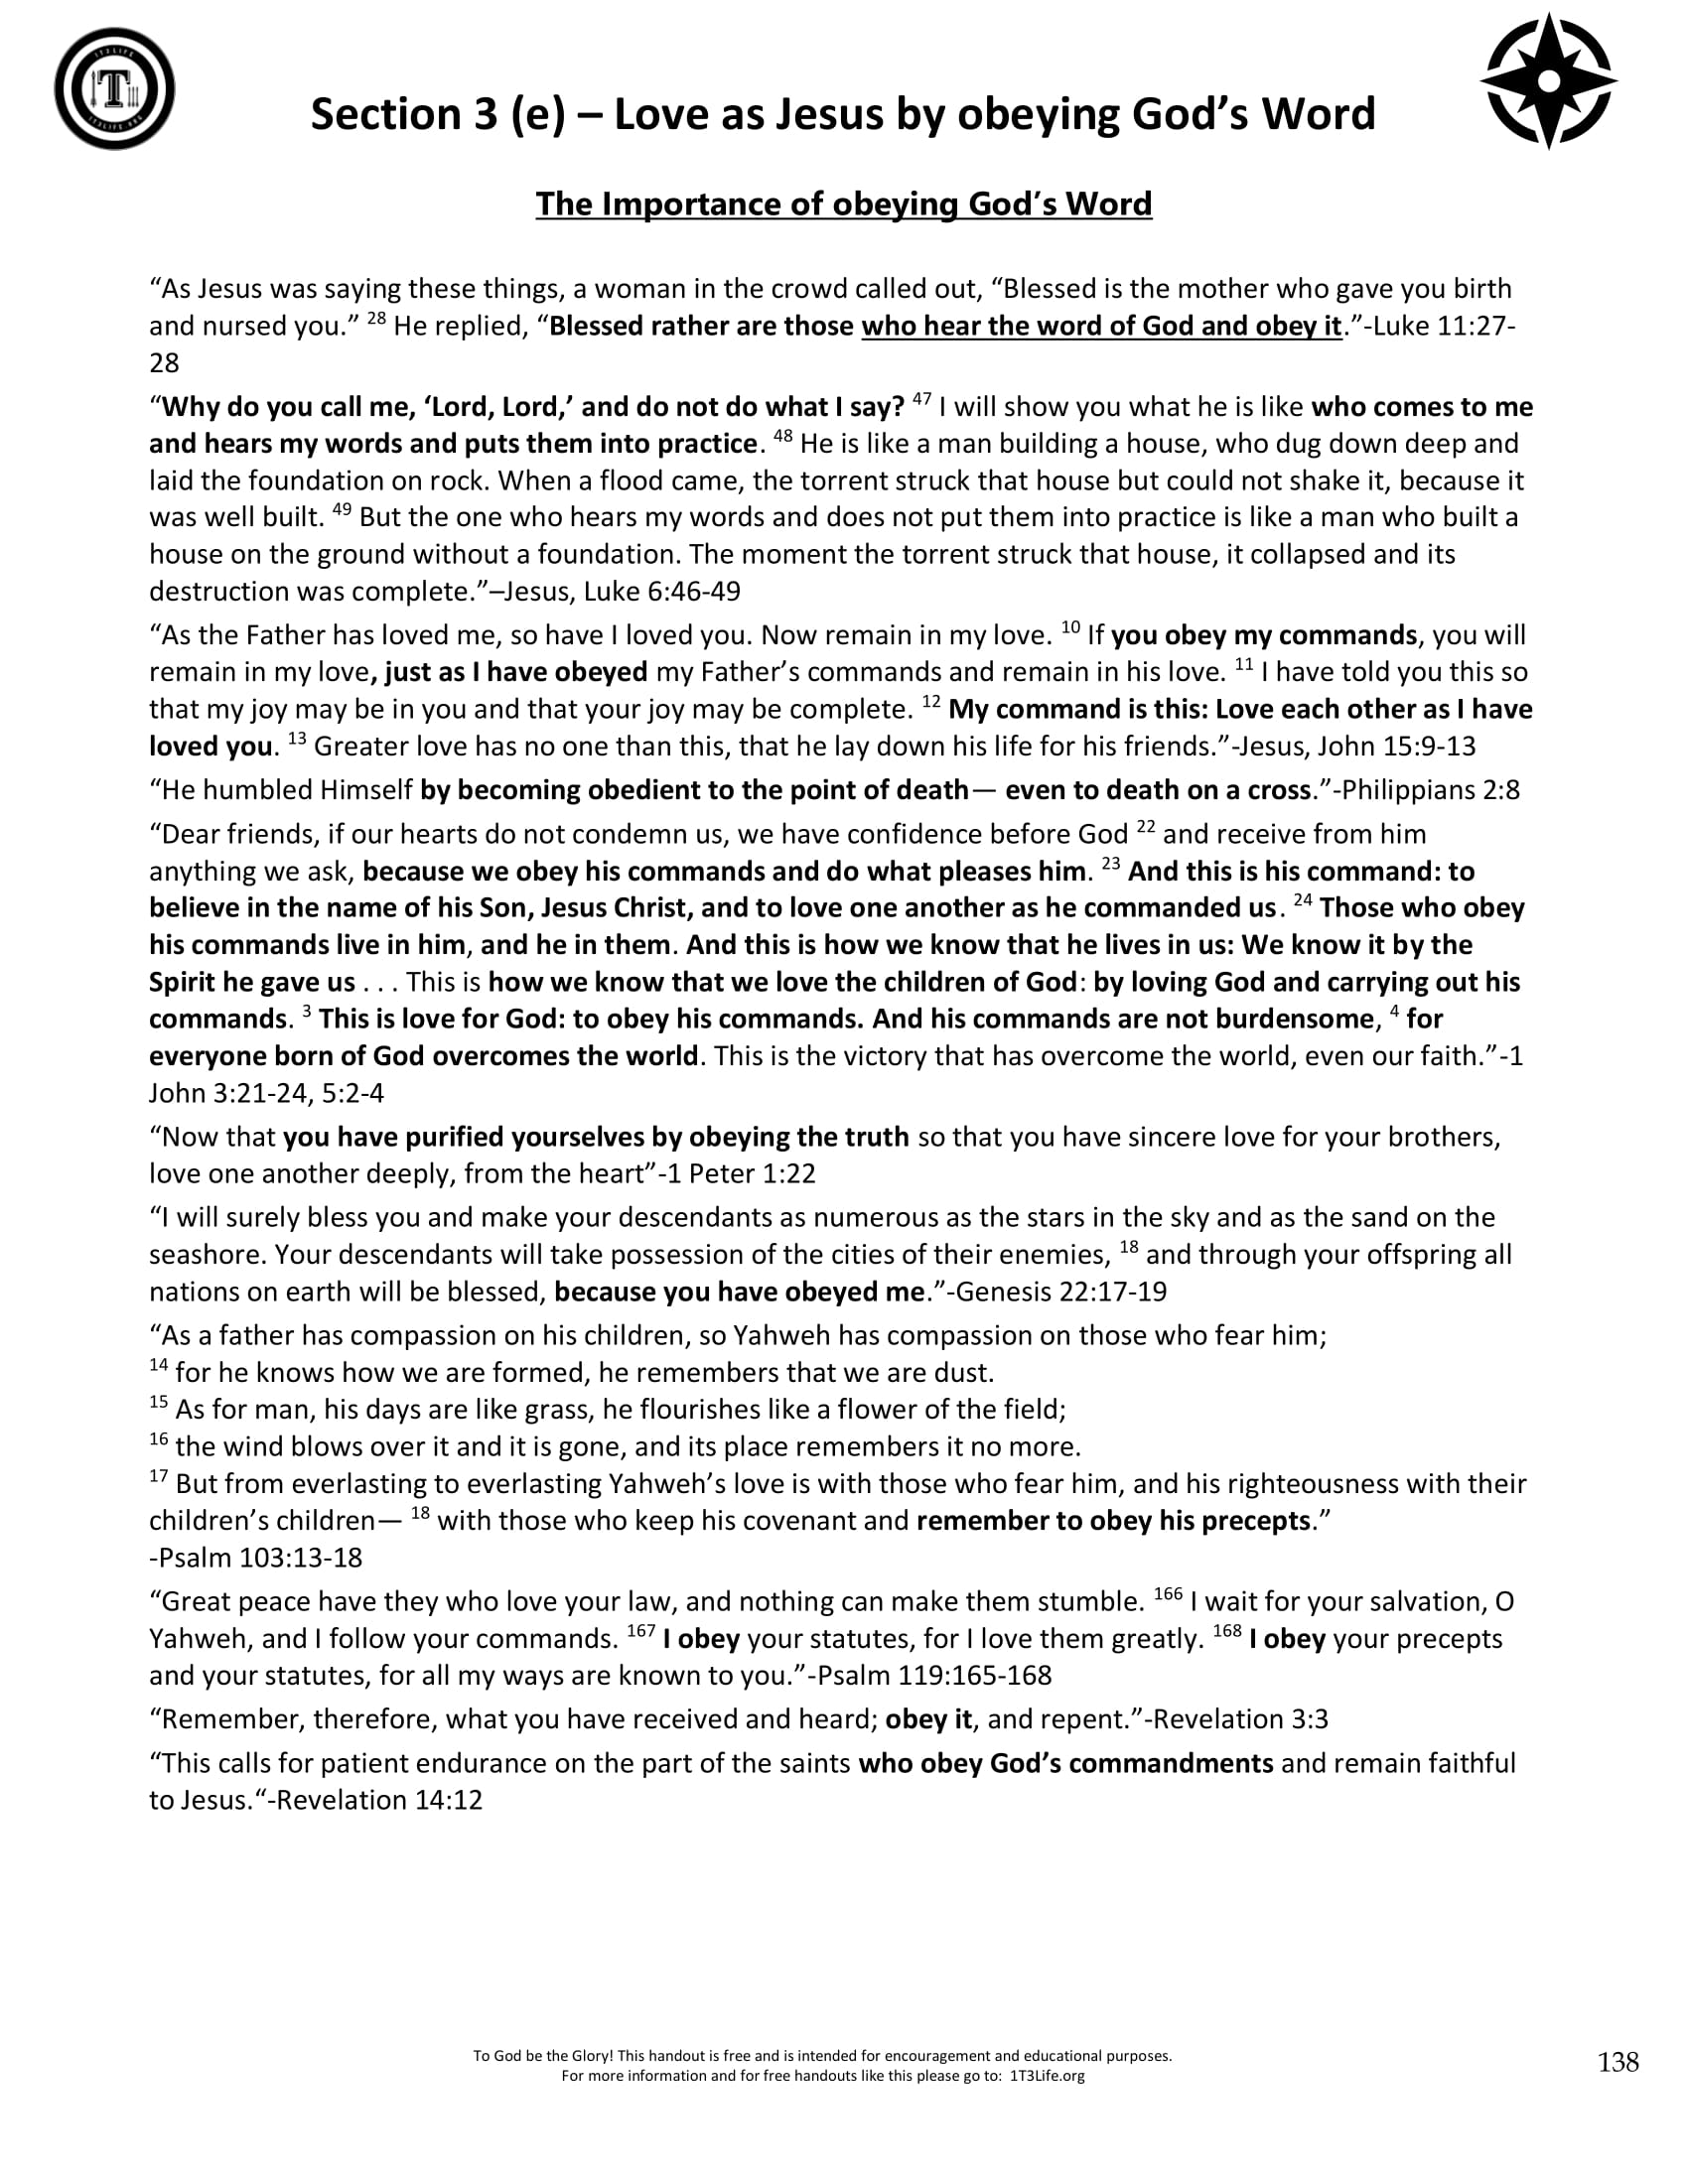 1T3LIFE
T
1T3LIFE.ORG
Section 3 (e) – Love as Jesus by obeying God’s Word
The Importance of obeying God’s Word
“As Jesus was saying these things, a woman in the crowd called out, “Blessed is the mother who gave you birth
and nursed you.” 28 He replied, “Blessed rather are those who hear the word of God and obey it.”-Luke 11:27-
28
“Why do you call me, ‘Lord, Lord,’ and do not do what I say? 47 I will show you what he is like who comes to me
and hears my words and puts them into practice. 48 He is like a man building a house, who dug down deep and
laid the foundation on rock. When a flood came, the torrent struck that house but could not shake it, because it
was well built. 49 But the one who hears my words and does not put them into practice is like a man who built a
house on the ground without a foundation. The moment the torrent struck that house, it collapsed and its
destruction was complete.”–Jesus, Luke 6:46-49
“As the Father has loved me, so have I loved you. Now remain in my love. 10 If you obey my commands, you will
remain in my love, just as I have obeyed my Father’s commands and remain in his love. 11 I have told you this so
that my joy may be in you and that your joy may be complete. 12 My command is this: Love each other as I have
loved you. 13 Greater love has no one than this, that he lay down his life for his friends.”-Jesus, John 15:9-13
“He humbled Himself by becoming obedient to the point of death— even to death on a cross.”-Philippians 2:8
“Dear friends, if our hearts do not condemn us, we have confidence before God 22 and receive from him
anything we ask, because we obey his commands and do what pleases him. 23 And this is his command: to
believe in the name of his Son, Jesus Christ, and to love one another as he commanded us. 24 Those who obey
his commands live in him, and he in them. And this is how we know that he lives in us: We know it by the
Spirit he gave us . . . This is how we know that we love the children of God: by loving God and carrying out his
commands. 3 This is love for God: to obey his commands. And his commands are not burdensome, 4 for
everyone born of God overcomes the world. This is the victory that has overcome the world, even our faith.”-1
John 3:21-24, 5:2-4
“Now that you have purified yourselves by obeying the truth so that you have sincere love for your brothers,
love one another deeply, from the heart”-1 Peter 1:22
“I will surely bless you and make your descendants as numerous as the stars in the sky and as the sand on the
seashore. Your descendants will take possession of the cities of their enemies, 18 and through your offspring all
nations on earth will be blessed, because you have obeyed me.”-Genesis 22:17-19
“As a father has compassion on his children, so Yahweh has compassion on those who fear him;
14 for he knows how we are formed, he remembers that we are dust.
15 As for man, his days are like grass, he flourishes like a flower of the field;
16 the wind blows over it and it is gone, and its place remembers it no more.
17 But from everlasting to everlasting Yahweh’s love is with those who fear him, and his righteousness with their
children’s children— 18 with those who keep his covenant and remember to obey his precepts.”
-Psalm 103:13-18
“Great peace have they who love your law, and nothing can make them stumble. 166 I wait for your salvation, O
Yahweh, and I follow your commands. 167 I obey your statutes, for I love them greatly. 168 I obey your precepts
and your statutes, for all my ways are known to you.”-Psalm 119:165-168
“Remember, therefore, what you have received and heard; obey it, and repent.”-Revelation 3:3
“This calls for patient endurance on the part of the saints who obey God’s commandments and remain faithful
to Jesus.“-Revelation 14:12
To God be the Glory! This handout is free and is intended for encouragement and educational purposes.
For more information and for free handouts like this please go to:  1T3Life.org
138